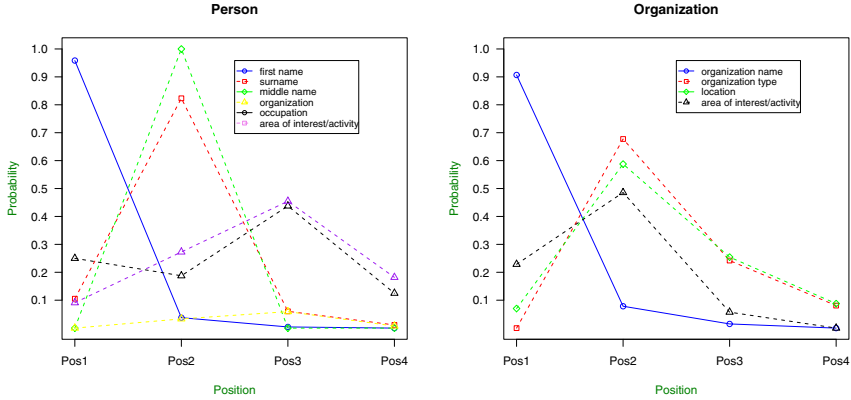 Person
Probability
1.0
0.9
0.8
0.7
0.6
0.5
0.4
0.3
0.2
0.1
first name
surname
middle name
organization
occupation
area of interest/activity
Pos1 Pos2 Pos3 Pos4
Position
Organization
Probability
1.0
0.9
0.8
0.7
0.6
0.5
0.4
0.3
0.2
0.1
organization name
organization type
location
area of interest/activity
Pos1 Pos2 Pos3 Pos4
Position